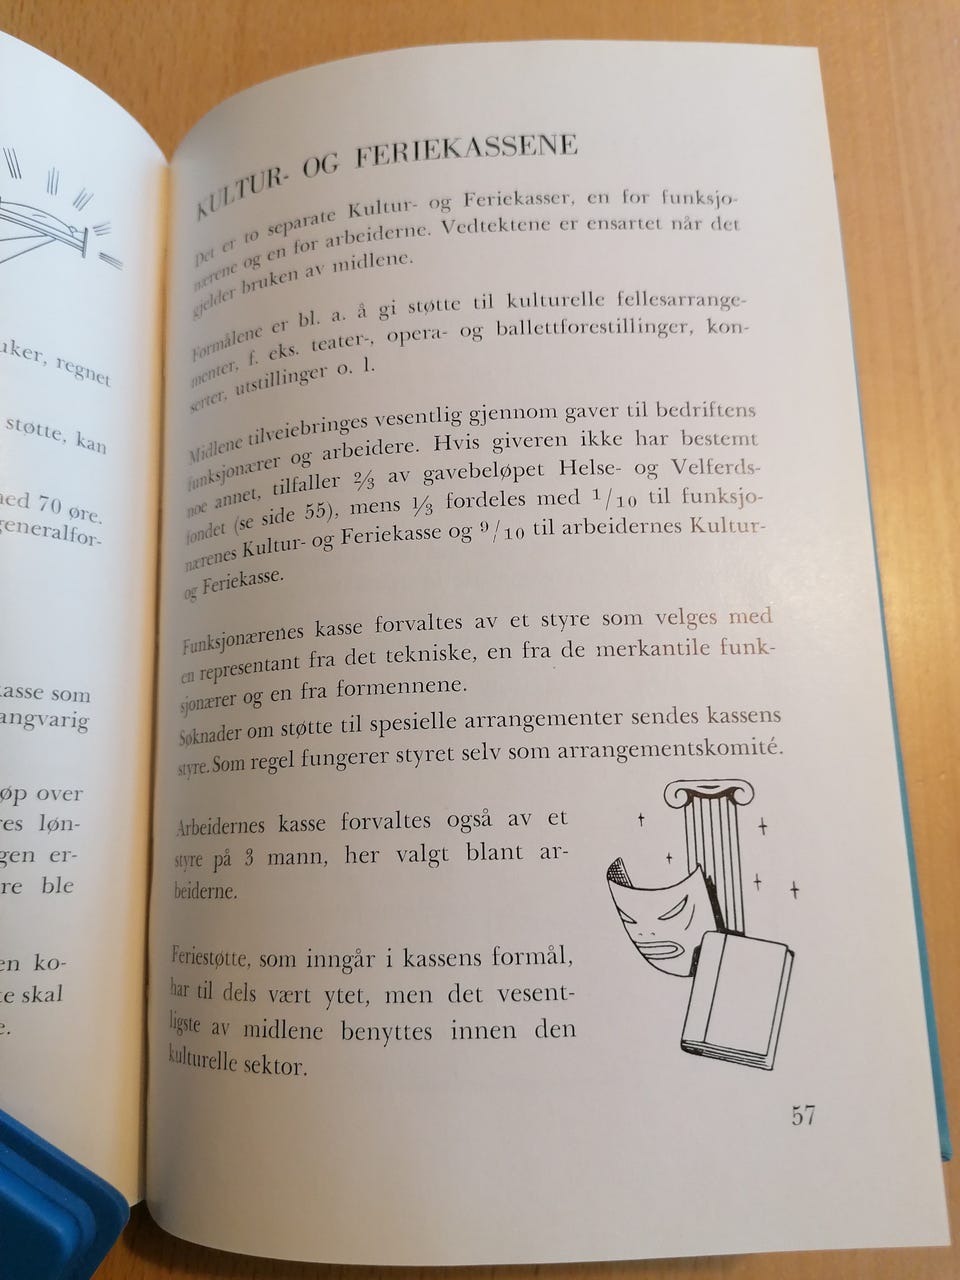 uker, regnet
støtte, kan
ned 70 øre.
generalfor-
kasse som
angvarig
øp over
res løn-
gen er-
re ble
en ko-
te skal
e.
KULTUR- OG FERIEKASSENE
Det er to separate Kultur- og Feriekasser, en for funksjo-
nærene og en for arbeiderne. Vedtektene er ensartet når det
gjelder bruken av midlene.
Formålene er bl. a. å gi støtte til kulturelle fellesarrange-
menter, f. eks. teater-, opera- og ballettforestillinger, kon-
serter, utstillinger o. l.
Midlene tilveiebringes vesentlig gjennom gaver til bedriftens
funksjonærer og arbeidere. Hvis giveren ikke har bestemt
noe annet, tilfaller 2/3 av gavebeløpet Helse- og Velferds-
fondet (se side 55), mens 1/3 fordeles med 1/10 til funksjo-
nærenes Kultur- og Feriekasse og 9/10 til arbeidernes Kultur-
og Feriekasse.
Funksjonærenes kasse forvaltes av et styre som velges med
en representant fra det tekniske, en fra de merkantile funk-
sjonærer og en fra formennene.
Søknader om støtte til spesielle arrangementer sendes kassens
styre. Som regel fungerer styret selv som arrangementskomité.
Arbeidernes kasse forvaltes også av et
styre på 3 mann, her valgt blant ar-
beiderne.
Feriestøtte, som inngår i kassens formål,
har til dels vært ytet, men det vesent-
ligste av midlene benyttes innen den
kulturelle sektor.
57